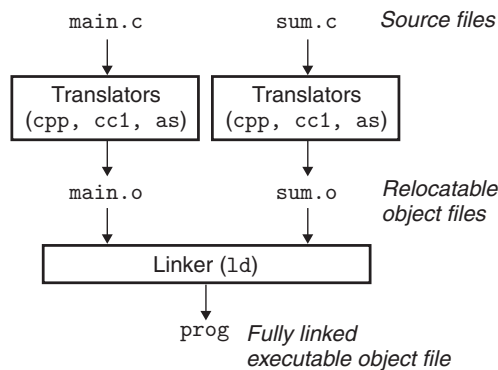 main.c sum.c Source files
Translators Translators
(cpp, cc1, as) (cpp, cc1, as)
main.o sum.o Relocatable
object files
Linker (ld)
prog Fully linked
executable object file